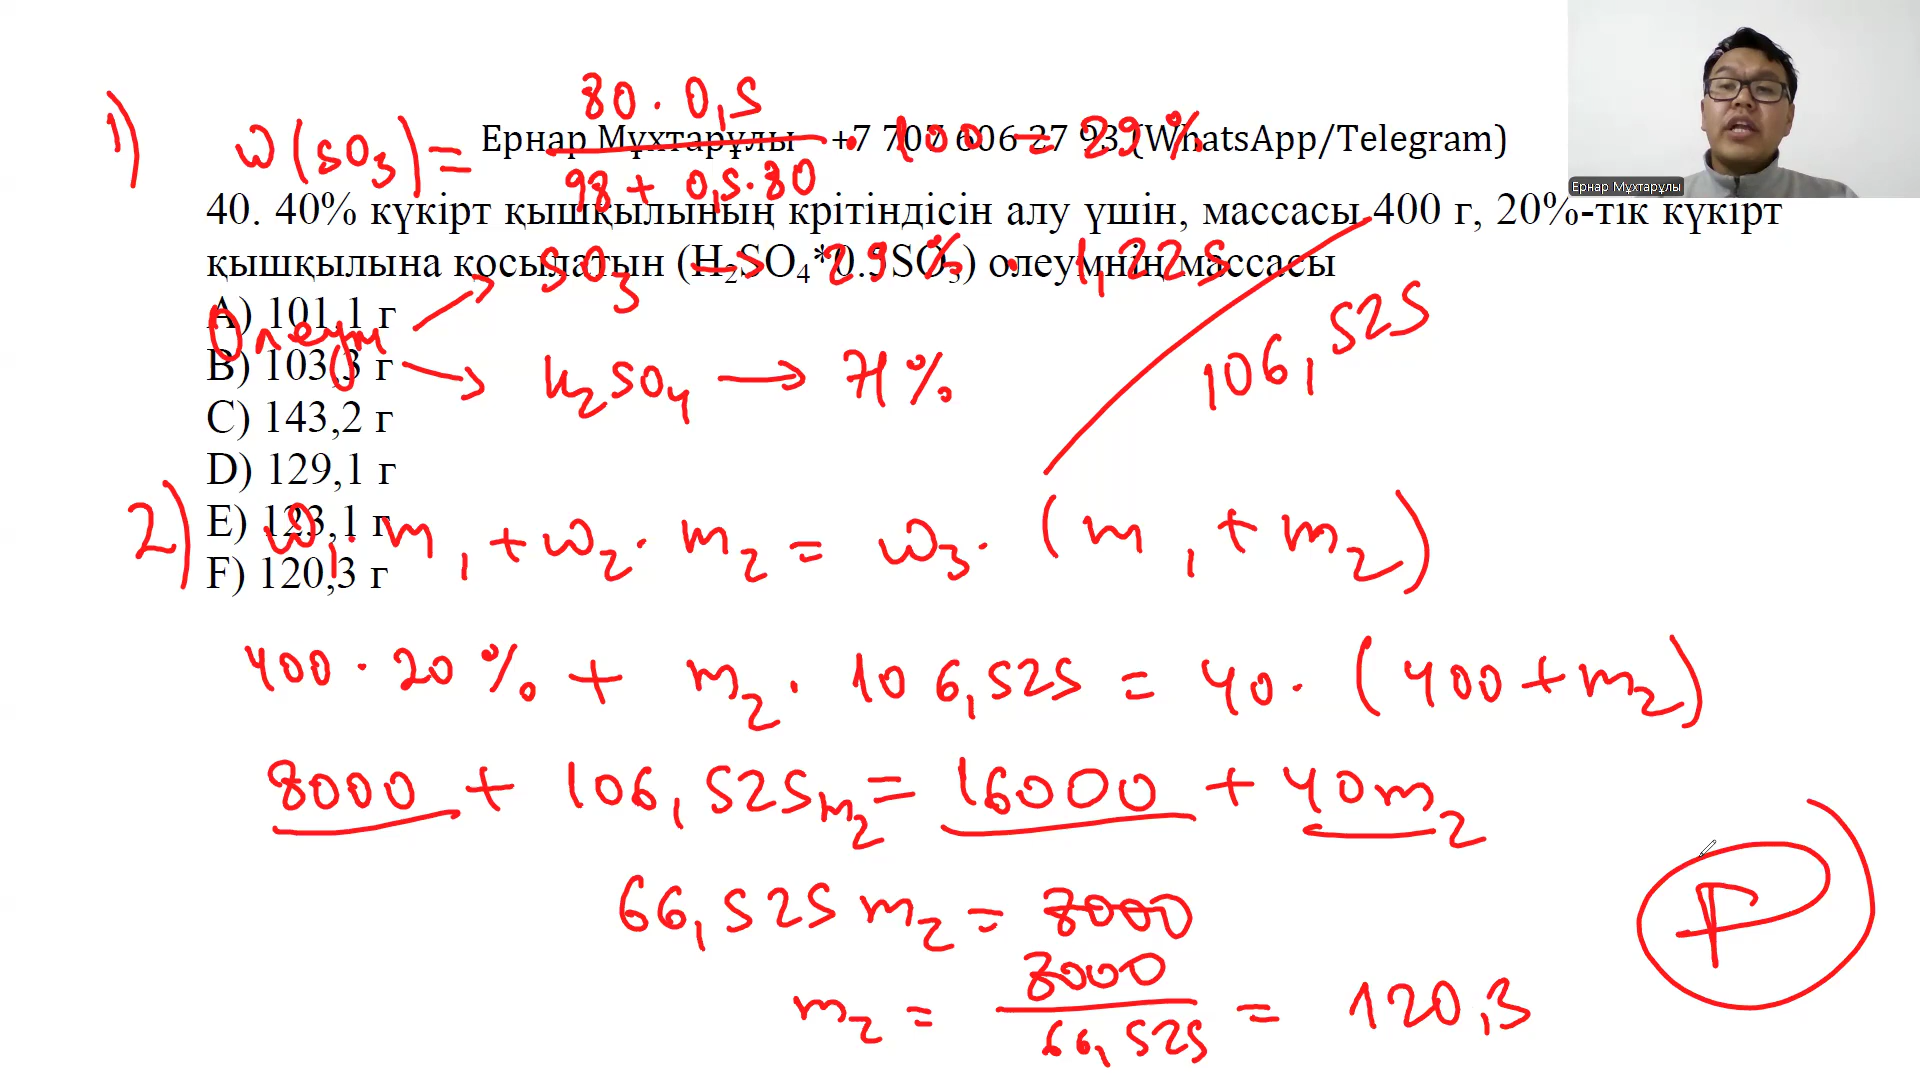 1) w(SO3) = 80 · 0,5 / 98 + 0,5 · 80 · 100 = 29%
Ернар Мұхтарұлы +7 707 606 27 93 (WhatsApp/Telegram)
Ернар Мұхтарұлы
40. 40% күкірт қышқылының крітіндісін алу үшін, массасы 400 г, 20%-тік күкірт
қышқылына қосылатын (H₂SO₄*0.5SO₃) олеумнің массасы
A) 101,1 г
B) 103,3 г
C) 143,2 г
D) 129,1 г
E) 123,1 г
F) 120,3 г
Олеум → SO3 → 29% · 1,225
→ H2SO4 → 71%
106,525
2) w1 · m1 + w2 · m2 = w3 · (m1 + m2)
400 · 20% + m2 · 106,525 = 40 · (400 + m2)
8000 + 106,525m2 = 16000 + 40m2
66,525 m2 = 8000
m2 = 8000 / 66,525 = 120,3
F